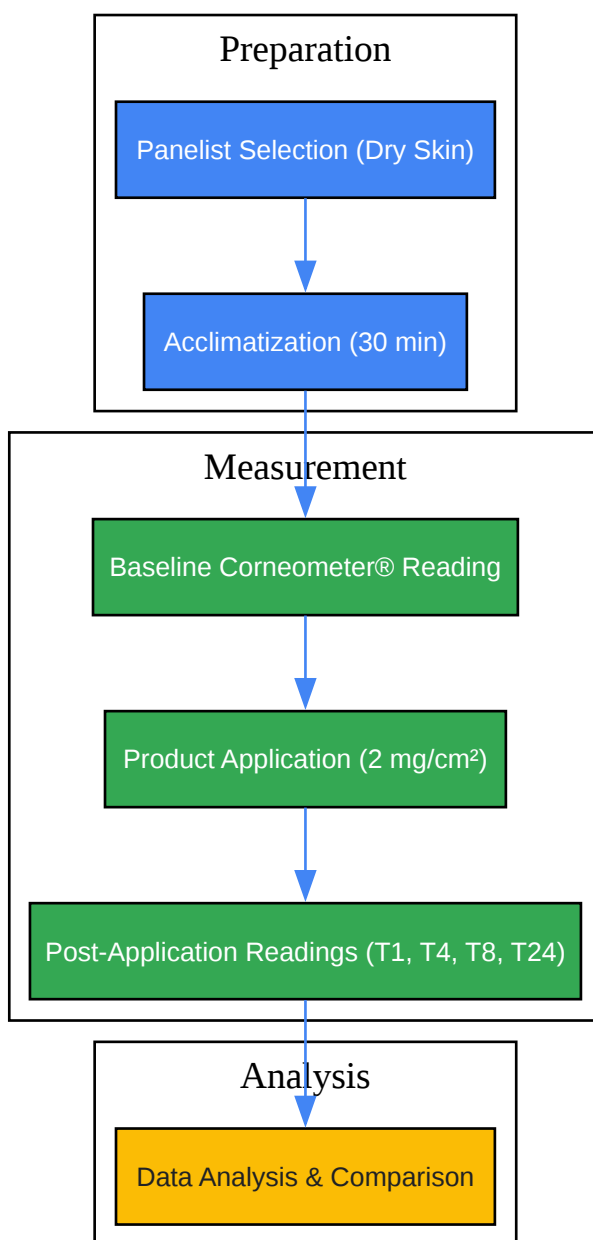 Preparation
Panelist Selection (Dry Skin)
Acclimatization (30 min)
Measurement
Baseline Corneometer® Reading
Product Application (2 mg/cm²)
Post-Application Readings (T1, T4, T8, T24)
Analysis
Data Analysis & Comparison